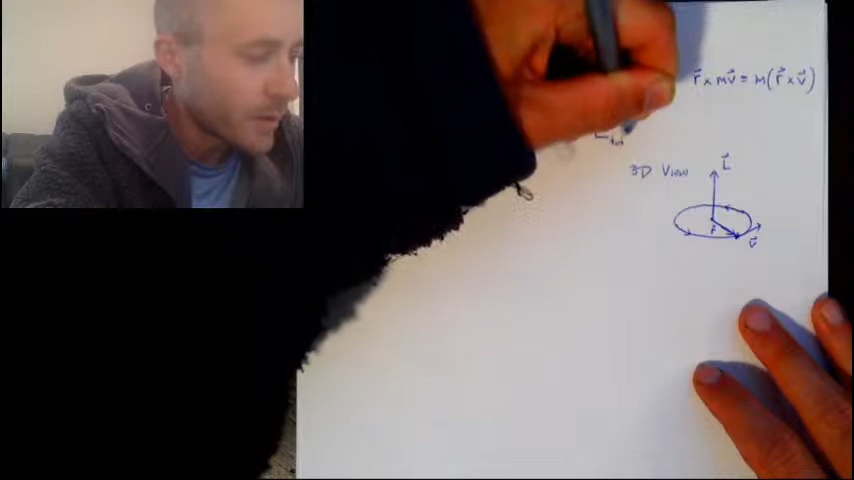 r⃗ x mv⃗ = m(r⃗ x v⃗)
L⃗
3D View
r⃗
v⃗